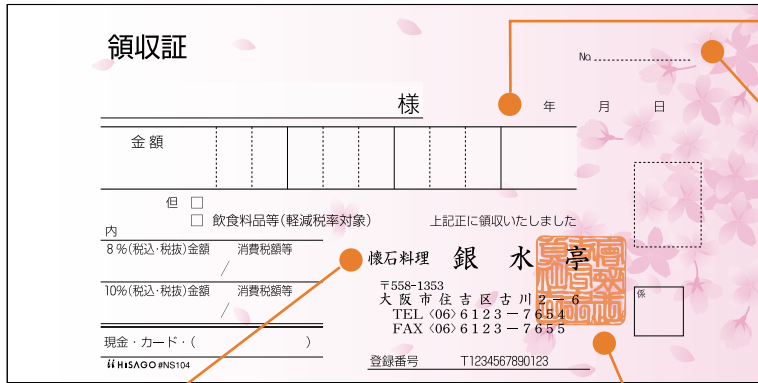 領収証
No.
様
年 月 日
金額
但 □
□ 飲食料品等(軽減税率対象)
上記正に領収いたしました
内
8%(税込・税抜)金額 消費税額等
/
10%(税込・税抜)金額 消費税額等
/
現金・カード・( )
HISAGO #NS104
懐石料理 銀水亭
〒558-1353
大阪市住吉区古川2−6
TEL〈06〉6123−7654
FAX〈06〉6123−7655
係
登録番号 T1234567890123